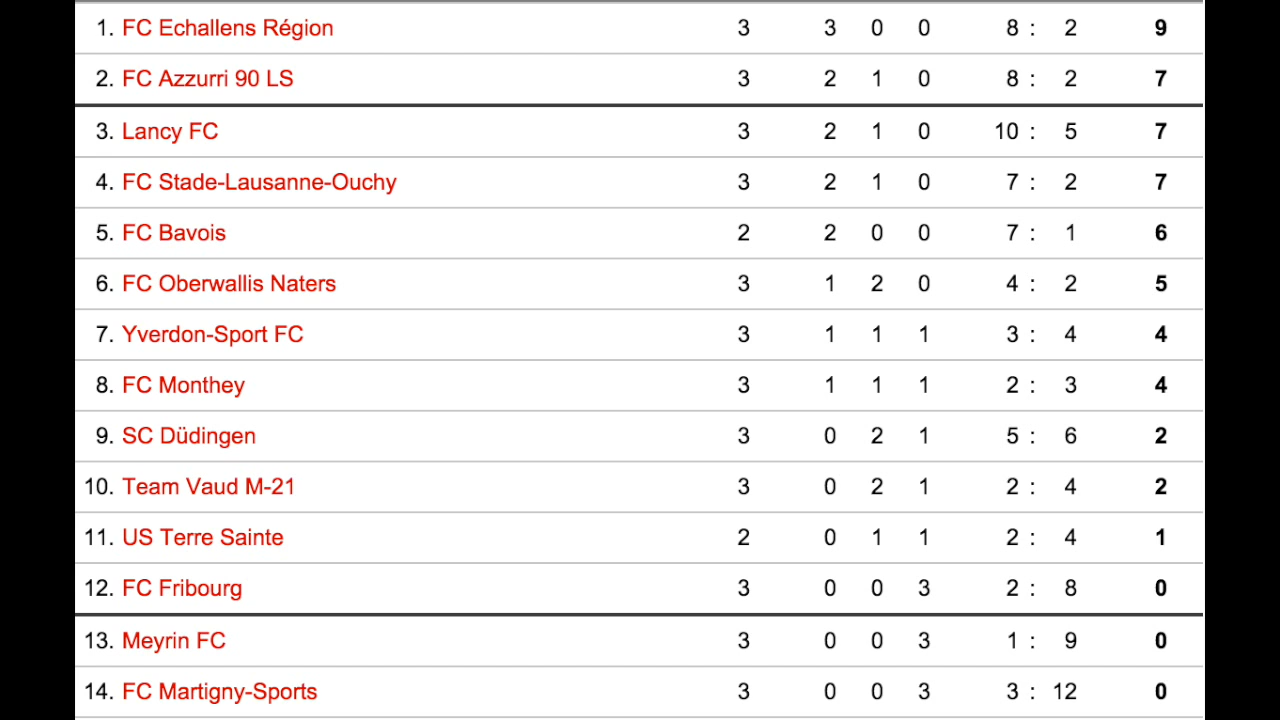 1. FC Echallens Région 3 3 0 0 8 : 2 9
2. FC Azzurri 90 LS 3 2 1 0 8 : 2 7
3. Lancy FC 3 2 1 0 10 : 5 7
4. FC Stade-Lausanne-Ouchy 3 2 1 0 7 : 2 7
5. FC Bavois 2 2 0 0 7 : 1 6
6. FC Oberwallis Naters 3 1 2 0 4 : 2 5
7. Yverdon-Sport FC 3 1 1 1 3 : 4 4
8. FC Monthey 3 1 1 1 2 : 3 4
9. SC Düdingen 3 0 2 1 5 : 6 2
10. Team Vaud M-21 3 0 2 1 2 : 4 2
11. US Terre Sainte 2 0 1 1 2 : 4 1
12. FC Fribourg 3 0 0 3 2 : 8 0
13. Meyrin FC 3 0 0 3 1 : 9 0
14. FC Martigny-Sports 3 0 0 3 3 : 12 0